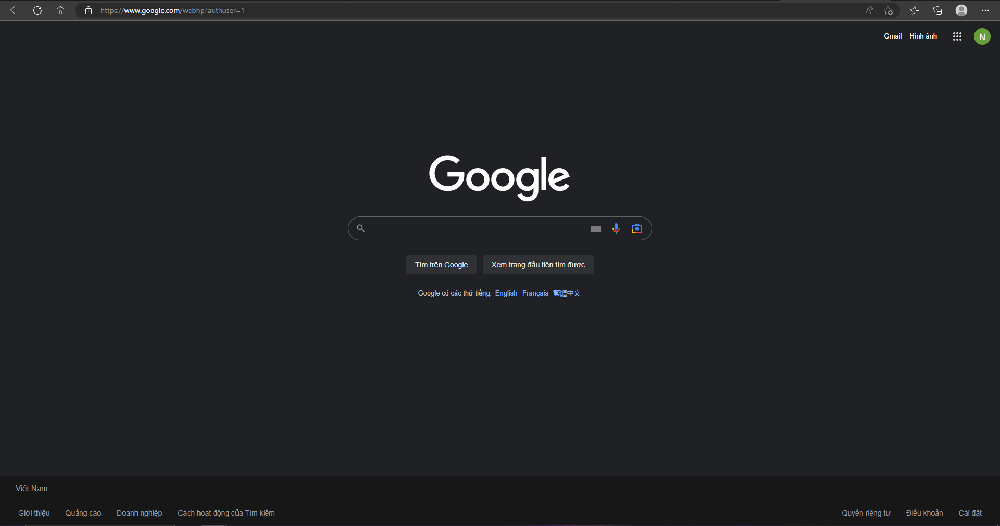 https://www.google.com/webhp?authuser=1
Gmail Hình ảnh
N
Google
Tìm trên Google Xem trang đầu tiên tìm được
Google có các thứ tiếng: English Français 繁體中文
Việt Nam
Giới thiệu Quảng cáo Doanh nghiệp Cách hoạt động của Tìm kiếm Quyền riêng tư Điều khoản Cài đặt